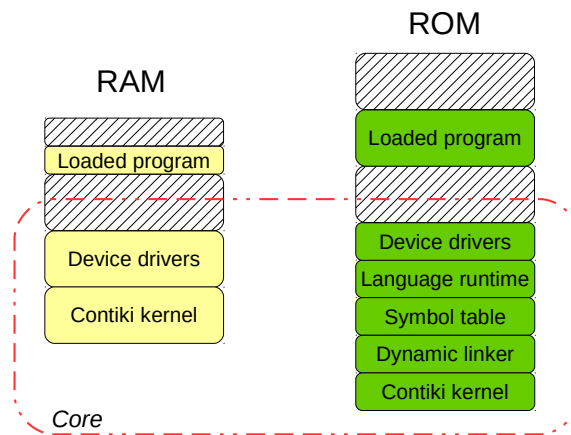 ROM
RAM
Loaded program
Loaded program
Device drivers
Contiki kernel
Device drivers
Language runtime
Symbol table
Dynamic linker
Contiki kernel
Core